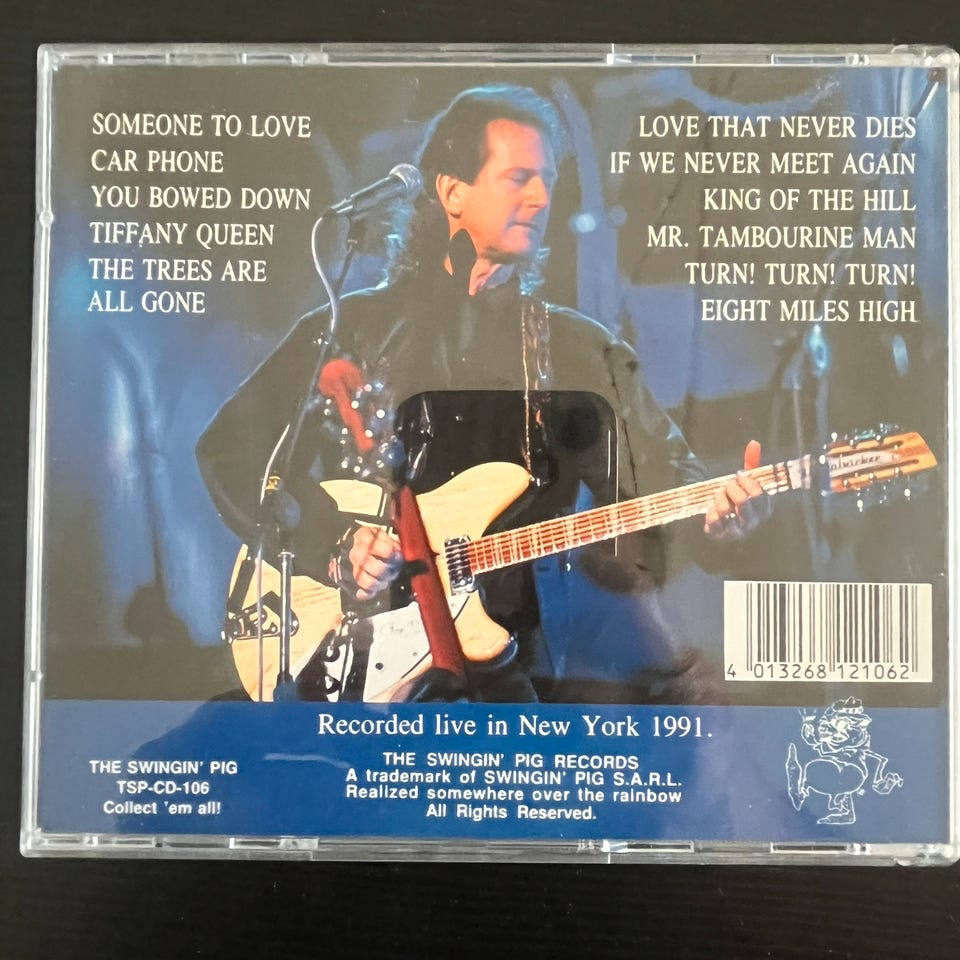 SOMEONE TO LOVE
CAR PHONE
YOU BOWED DOWN
TIFFANY QUEEN
THE TREES ARE
ALL GONE
LOVE THAT NEVER DIES
IF WE NEVER MEET AGAIN
KING OF THE HILL
MR. TAMBOURINE MAN
TURN! TURN! TURN!
EIGHT MILES HIGH
4 013268 121062
Recorded live in New York 1991.
THE SWINGIN' PIG
TSP-CD-106
Collect 'em all!
THE SWINGIN' PIG RECORDS
A trademark of SWINGIN' PIG S.A.R.L.
Realized somewhere over the rainbow
All Rights Reserved.